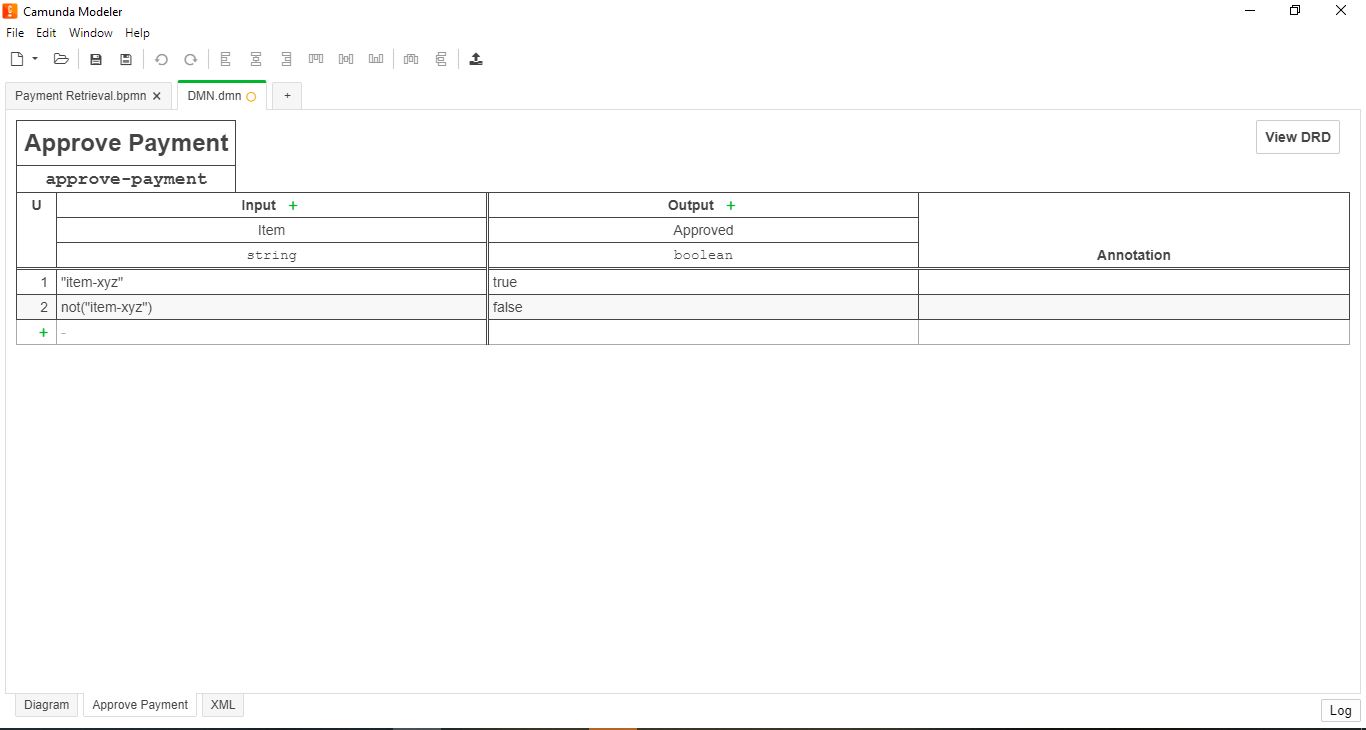 Camunda Modeler
File Edit Window Help
Payment Retrieval.bpmn × DMN.dmn +
Approve Payment
View DRD
approve-payment
U Input + Output +
Item Approved
string boolean Annotation
1 "item-xyz" true
2 not("item-xyz") false
+ -
Diagram Approve Payment XML
Log